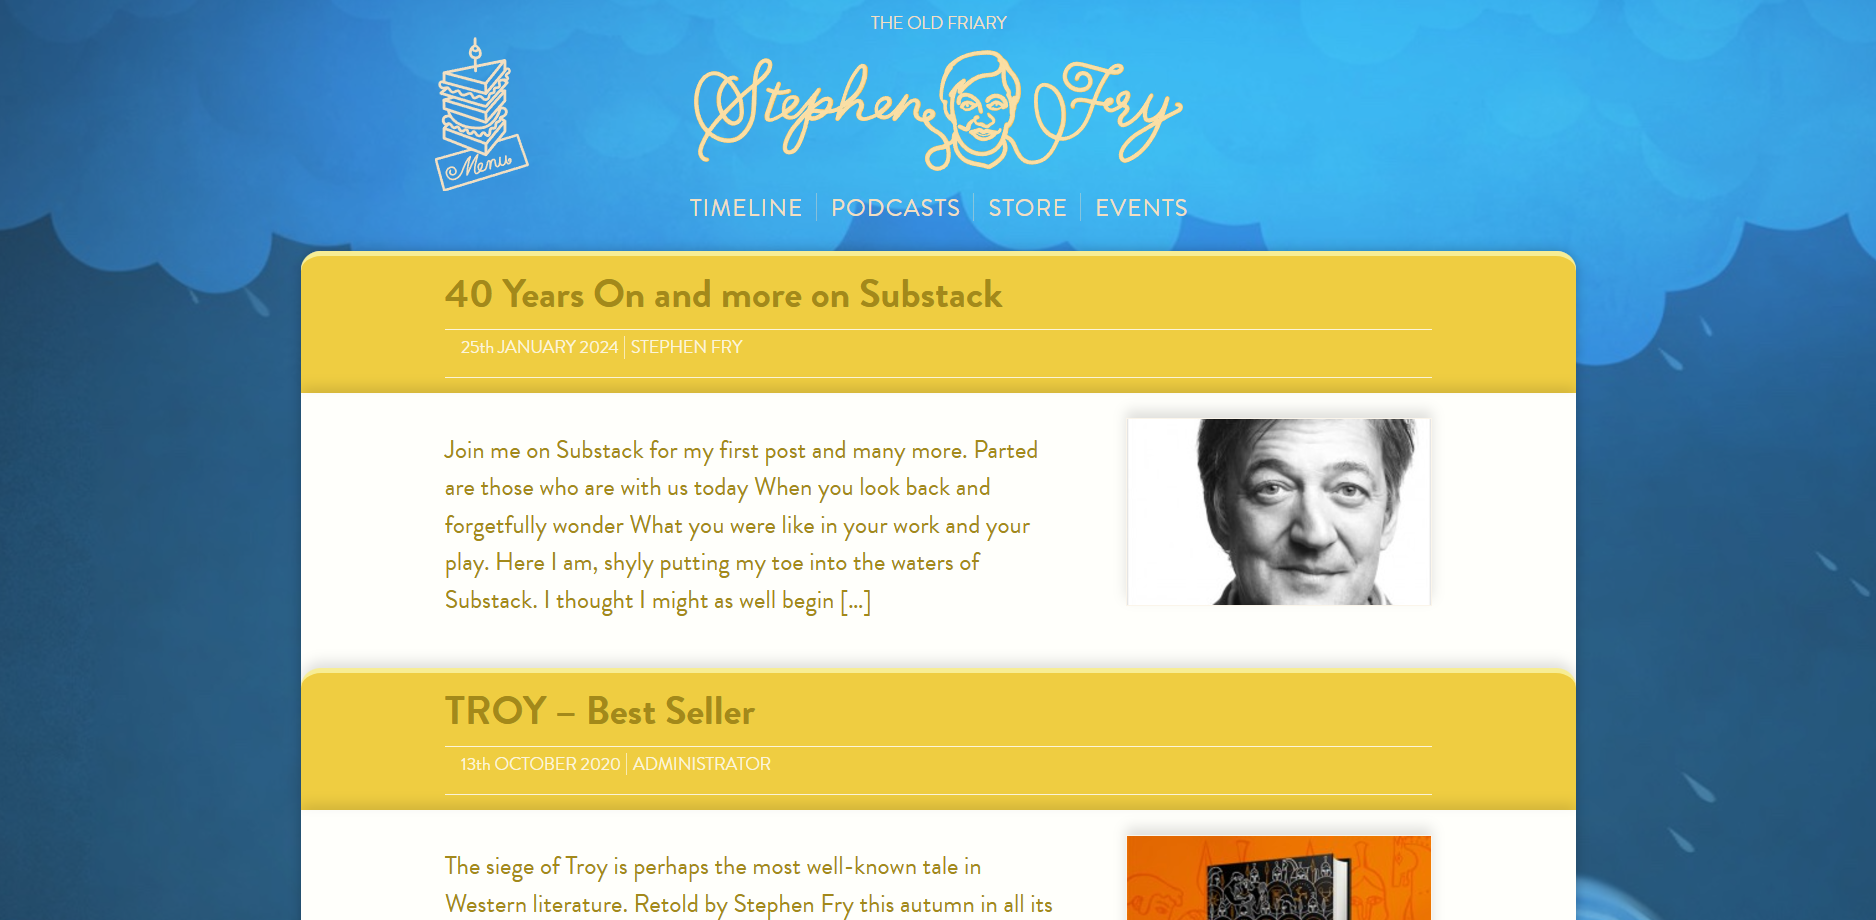 THE OLD FRIARY
Stephen Fry
Menu
TIMELINE PODCASTS STORE EVENTS
40 Years On and more on Substack
25th JANUARY 2024 STEPHEN FRY
Join me on Substack for my first post and many more. Parted
are those who are with us today When you look back and
forgetfully wonder What you were like in your work and your
play. Here I am, shyly putting my toe into the waters of
Substack. I thought I might as well begin [...]
TROY – Best Seller
13th OCTOBER 2020 ADMINISTRATOR
The siege of Troy is perhaps the most well-known tale in
Western literature. Retold by Stephen Fry this autumn in all its